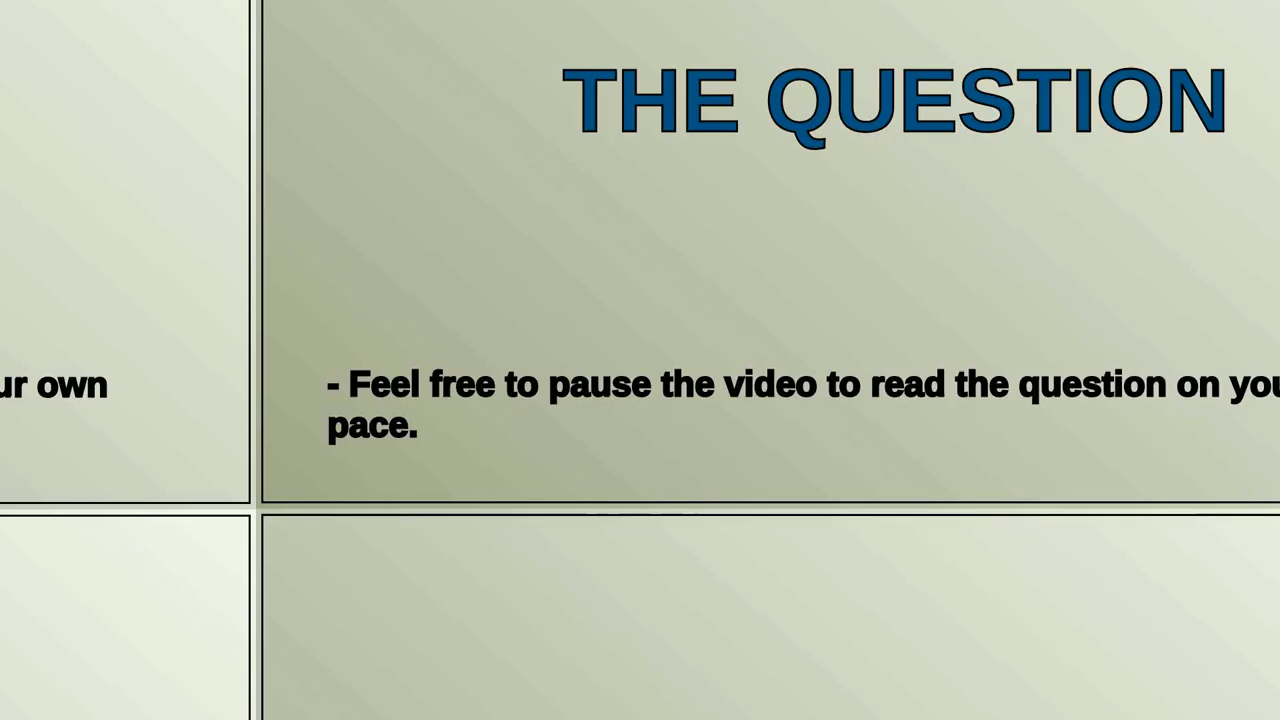 THE QUESTION
ur own
- Feel free to pause the video to read the question on you
pace.